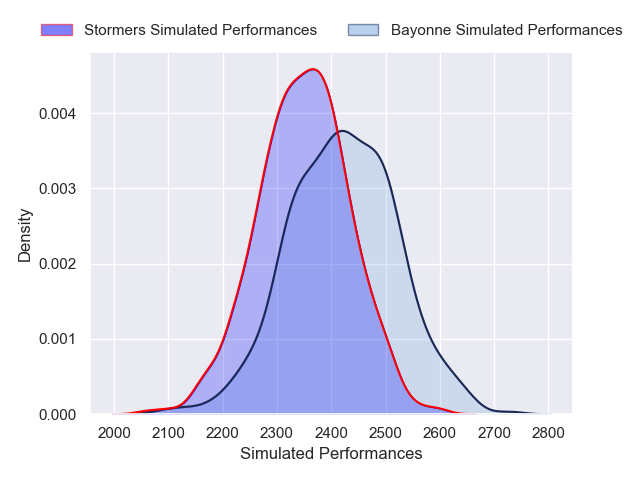 Stormers Simulated Performances Bayonne Simulated Performances
0.004
0.003
0.002
0.001
0.000
Density
2000 2100 2200 2300 2400 2500 2600 2700 2800
Simulated Performances